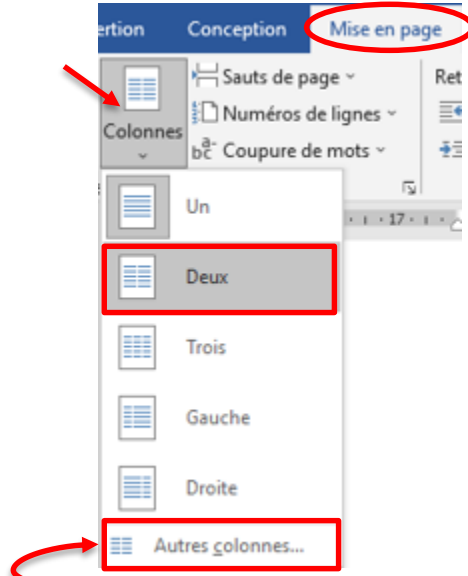 ertion Conception Mise en page
Colonnes
Sauts de page
Ret
Numéros de lignes
Coupure de mots
17
Un
Deux
Trois
Gauche
Droite
Autres colonnes...